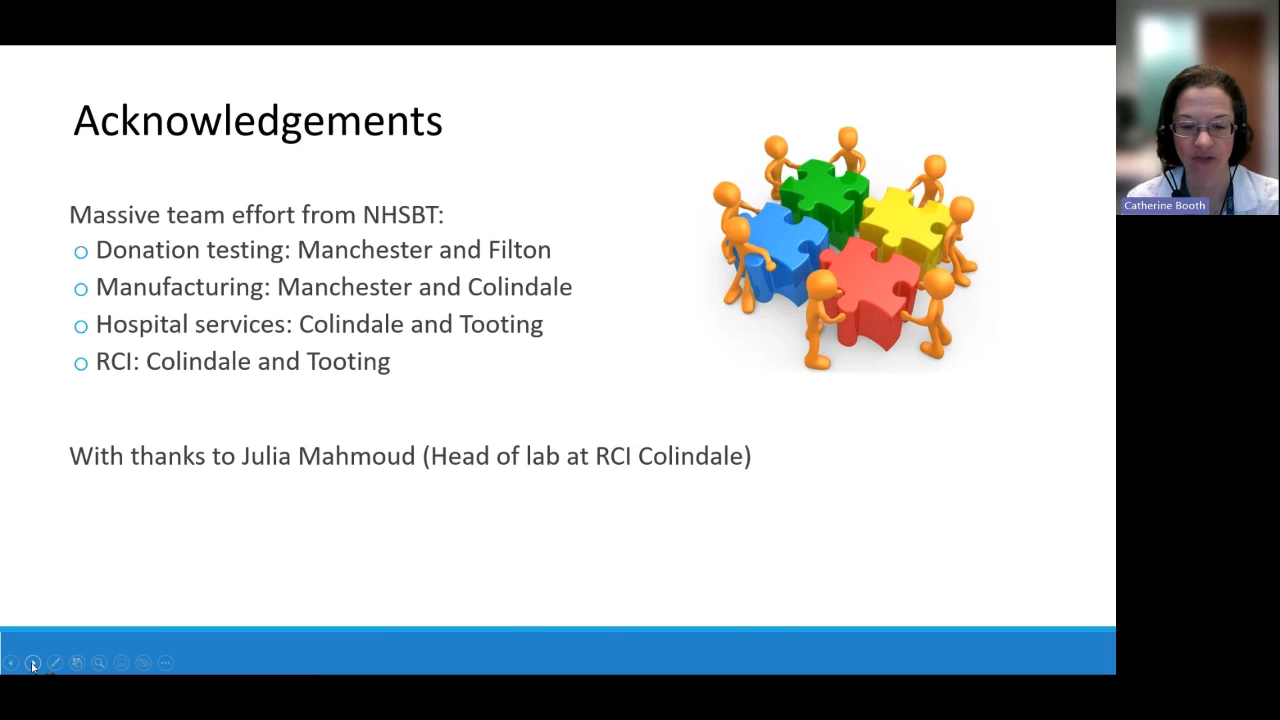 Acknowledgements
Massive team effort from NHSBT:
o Donation testing: Manchester and Filton
o Manufacturing: Manchester and Colindale
o Hospital services: Colindale and Tooting
o RCI: Colindale and Tooting
With thanks to Julia Mahmoud (Head of lab at RCI Colindale)
Catherine Booth